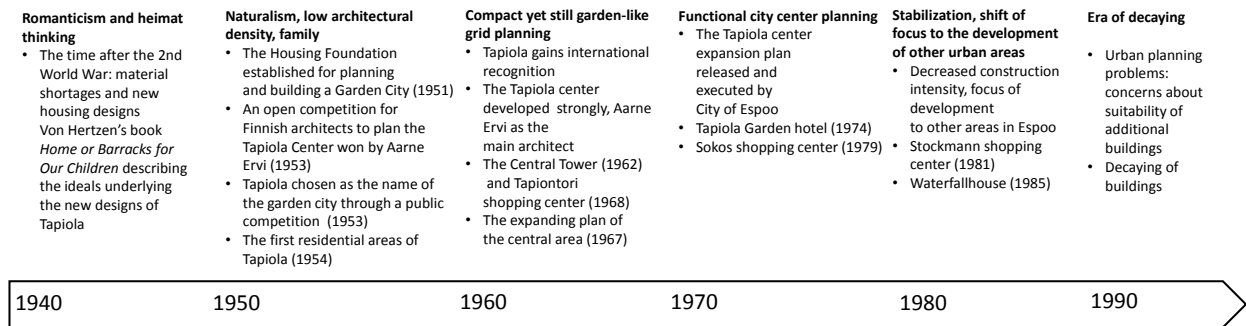 Romanticism and heimat
thinking
• The time after the 2nd
World War: material
shortages and new
housing designs
Von Hertzen's book
Home or Barracks for
Our Children describing
the ideals underlying
the new designs of
Tapiola
Naturalism, low architectural
density, family
• The Housing Foundation
established for planning
and building a Garden City (1951)
• An open competition for
Finnish architects to plan the
Tapiola Center won by Aarne
Ervi (1953)
• Tapiola chosen as the name of
the garden city through a public
competition (1953)
• The first residential areas of
Tapiola (1954)
Compact yet still garden-like
grid planning
• Tapiola gains international
recognition
• The Tapiola center
developed strongly, Aarne
Ervi as the
main architect
• The Central Tower (1962)
and Tapiontori
shopping center (1968)
• The expanding plan of
the central area (1967)
Functional city center planning
• The Tapiola center
expansion plan
released and
executed by
City of Espoo
• Tapiola Garden hotel (1974)
• Sokos shopping center (1979)
Stabilization, shift of
focus to the development
of other urban areas
• Decreased construction
intensity, focus of
development
to other areas in Espoo
• Stockmann shopping
center (1981)
• Waterfallhouse (1985)
Era of decaying
• Urban planning
problems:
concerns about
suitability of
additional
buildings
• Decaying of
buildings
1940 1950 1960 1970 1980 1990